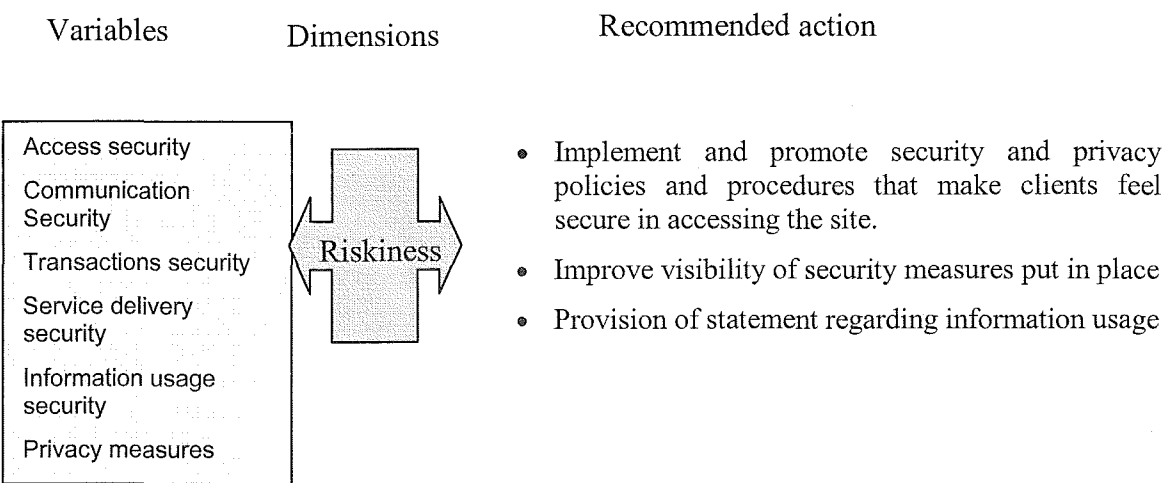 Variables
Dimensions
Recommended action
Access security
Communication
Security
Transactions security
Service delivery
security
Information usage
security
Privacy measures
Riskiness
• Implement and promote security and privacy
policies and procedures that make clients feel
secure in accessing the site.
• Improve visibility of security measures put in place
• Provision of statement regarding information usage